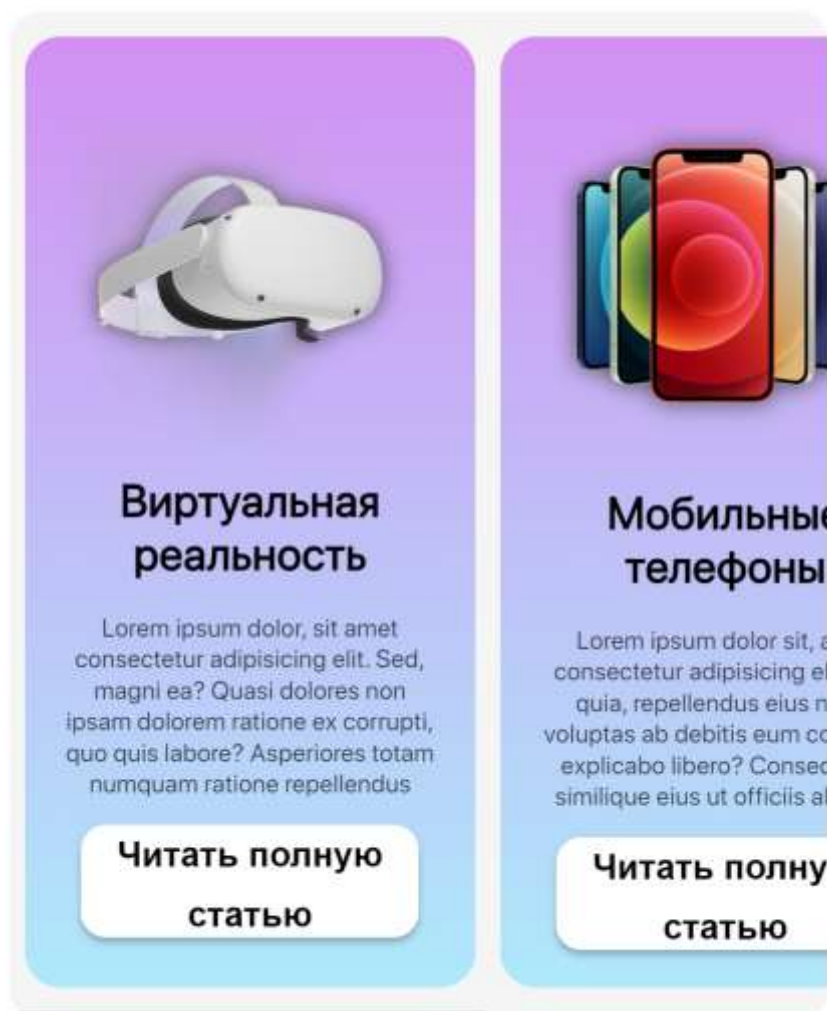 Виртуальная
реальность
Lorem ipsum dolor, sit amet
consectetur adipisicing elit. Sed,
magni ea? Quasi dolores non
ipsam dolorem ratione ex corrupti,
quo quis labore? Asperiores totam
numquam ratione repellendus
Читать полную
статью
Мобильные
телефоны
Lorem ipsum dolor sit,
consectetur adipisicing
quia, repellendus eius
voluptas ab debitis eum
explicabo libero?
similique eius ut officiis
Читать
статью